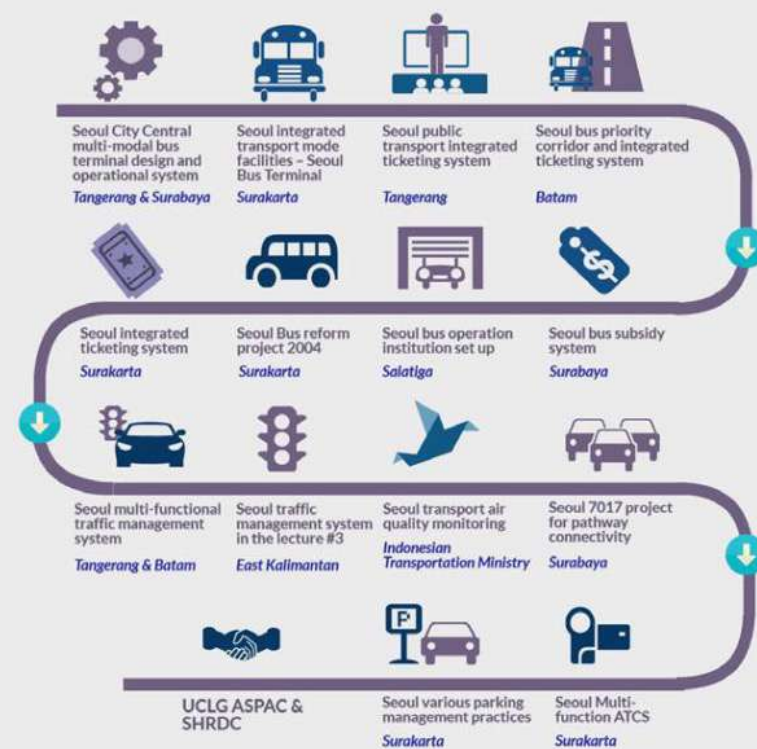 Seoul City Central
multi-modal bus
terminal design and
operational system
Tangerang & Surabaya
Seoul integrated
transport mode
facilities – Seoul
Bus Terminal
Surakarta
Seoul public
transport integrated
ticketing system
Tangerang
Seoul bus priority
corridor and integrated
ticketing system
Batam
Seoul integrated
ticketing system
Surakarta
Seoul Bus reform
project 2004
Surakarta
Seoul bus operation
institution set up
Salatiga
Seoul bus subsidy
system
Surabaya
Seoul multi-functional
traffic management
system
Tangerang & Batam
Seoul traffic
management system
in the lecture #3
East Kalimantan
Seoul transport air
quality monitoring
Indonesian
Transportation Ministry
Seoul 7017 project
for pathway
connectivity
Surabaya
P
UCLG ASPAC &
SHRDC
Seoul various parking
management practices
Surakarta
Seoul Multi-
function ATCS
Surakarta